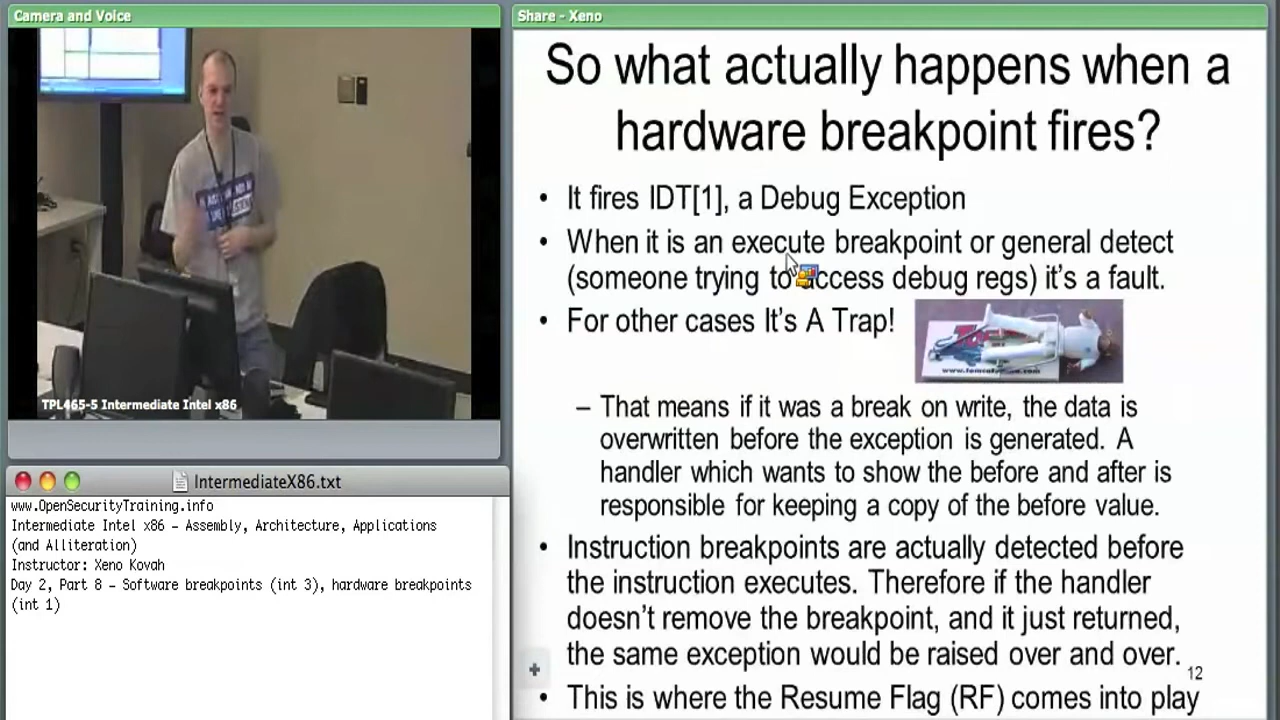 Camera and Voice
TPL465-5 Intermediate Intel x86
IntermediateX86.txt
www.OpenSecurityTraining.info
Intermediate Intel x86 – Assembly, Architecture, Applications
(and Alliteration)
Instructor: Xeno Kovah
Day 2, Part 8 – Software breakpoints (int 3), hardware breakpoints
(int 1)
Share - Xeno
So what actually happens when a
hardware breakpoint fires?
• It fires IDT[1], a Debug Exception
• When it is an execute breakpoint or general detect
(someone trying to access debug regs) it's a fault.
• For other cases It's A Trap!
– That means if it was a break on write, the data is
overwritten before the exception is generated. A
handler which wants to show the before and after is
responsible for keeping a copy of the before value.
• Instruction breakpoints are actually detected before
the instruction executes. Therefore if the handler
doesn't remove the breakpoint, and it just returned,
the same exception would be raised over and over.
12
• This is where the Resume Flag (RF) comes into play